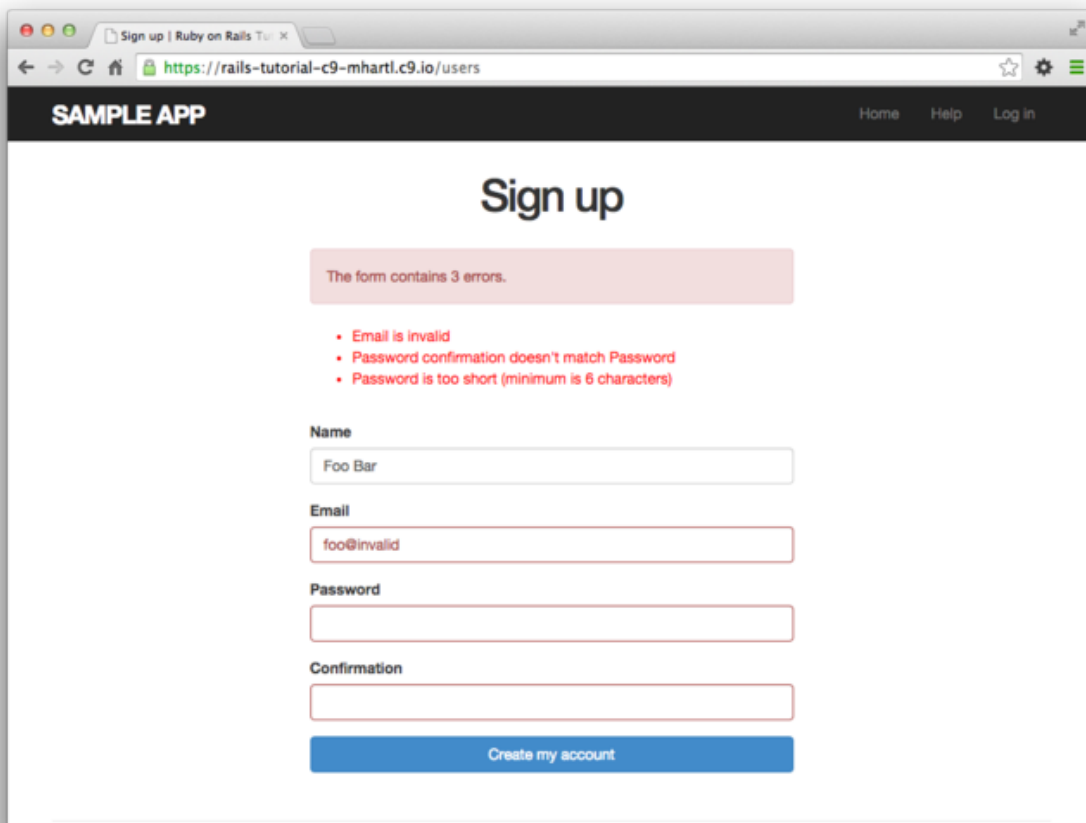 Sign up | Ruby on Rails Tu
https://rails-tutorial-c9-mhartl.c9.io/users
SAMPLE APP
Home Help Log in
Sign up
The form contains 3 errors.
• Email is invalid
• Password confirmation doesn't match Password
• Password is too short (minimum is 6 characters)
Name
Foo Bar
Email
foo@invalid
Password
Confirmation
Create my account